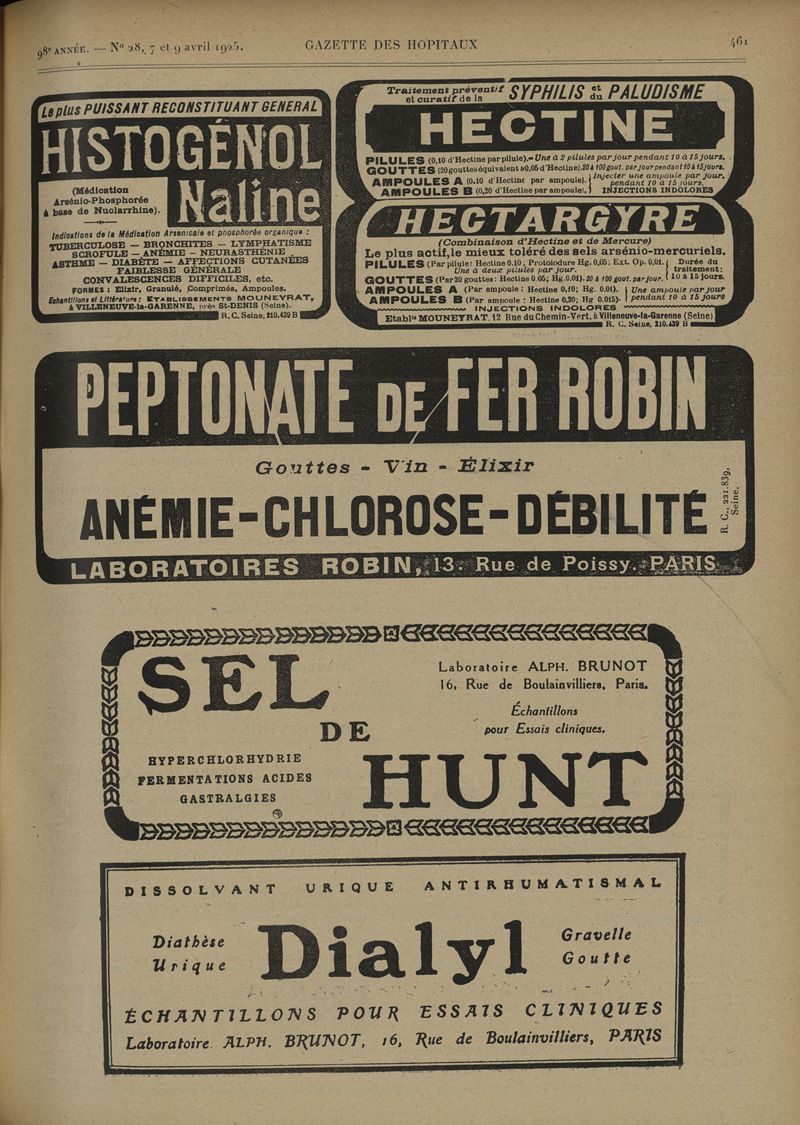 98e ANNÉE. — No 28, 7 et 9 avril 1925.
GAZETTE DES HOPITAUX
461
Le plus PUISSANT RECONSTITUANT GENERAL
HISTOGÉNOL
(Médication
Arsénio-Phosphorée
à base de Nuclarrhine).
Naline
Indications de la Médication Arsenicale et phosphorée organique :
TUBERCULOSE — BRONCHITES — LYMPHATISME
SCROFULE — ANÉMIE — NEURASTHÉNIE
ASTHME — DIABÈTE — AFFECTIONS CUTANÉES
FAIBLESSE GÉNÉRALE
CONVALESCENCES DIFFICILES, etc.
FORMES : Elixir, Granulé, Comprimés, Ampoules.
Echantillons et Littérature : ETABLISSEMENTS MOUNEYRAT,
à VILLENEUVE-la-GARENNE, près St-DENIS (Seine).
R.C. Seine, 210.439 B
Traitement préventif et curatif de la SYPHILIS et du PALUDISME
HECTINE
PILULES (0,10 d'Hectine par pilule).- Une à 2 pilules par jour pendant 10 à 15 jours.
GOUTTES (20 gouttes équivalent à 0,05 d'Hectine).20 à 100 gout. par jour pendant 10 à 15 jours.
AMPOULES A (0.10 d'Hectine par ampoule). Injecter une ampoule par jour.
pendant 10 à 15 jours.
AMPOULES B (0,20 d'Hectine par ampoule). INJECTIONS INDOLORES
HECTARGYRE
(Combinaison d'Hectine et de Mercure)
Le plus actif, le mieux toléré des sels arsénio-mercuriels.
PILULES (Par pilule: Hectine 0.10; Protoiodure Hg. 0,05; Ext. Op. 0,01.
Une à deux pilules par jour.
Durée du
traitement:
10 à 15 jours.
GOUTTES (Par 20 gouttes: Hectine 0.05; Hg. 0.01). 20 à 100 gout. par jour.
AMPOULES A (Par ampoule : Hectine 0,10; Hg. 0.01).
AMPOULES B (Par ampoule : Hectine 0,20; Hg 0,015).
Une ampoule par jour
pendant 10 à 15 jours
INJECTIONS INDOLORES
Etablts MOUNEYRAT. 12 Rue du Chemin-Vert, à Villeneuve-la-Garenne (Seine)
R. C. Seine, 210.439 B
PEPTONATE DE FER ROBIN
Gouttes - Vin - Élixir
ANÉMIE-CHLOROSE-DÉBILITÉ
R. C., 221.839,
Seine.
LABORATOIRES ROBIN, 13. Rue de Poissy. PARIS
SEL
DE
HUNT
Laboratoire ALPH. BRUNOT
16, Rue de Boulainvilliers, Paris.
Échantillons
pour Essais cliniques.
HYPERCHLORHYDRIE
FERMENTATIONS ACIDES
GASTRALGIES
DISSOLVANT URIQUE ANTIRHUMATISMAL
Diathèse
Urique
Dialyl
Gravelle
Goutte
ÉCHANTILLONS POUR ESSAIS CLINIQUES
Laboratoire ALPH. BRUNOT, 16, Rue de Boulainvilliers, PARIS